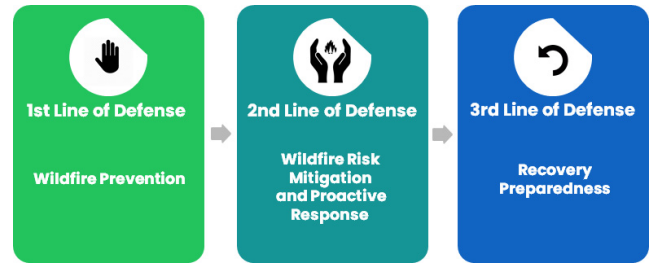 1st Line of Defense
Wildfire Prevention
2nd Line of Defense
Wildfire Risk
Mitigation
and Proactive
Response
3rd Line of Defense
Recovery
Preparedness